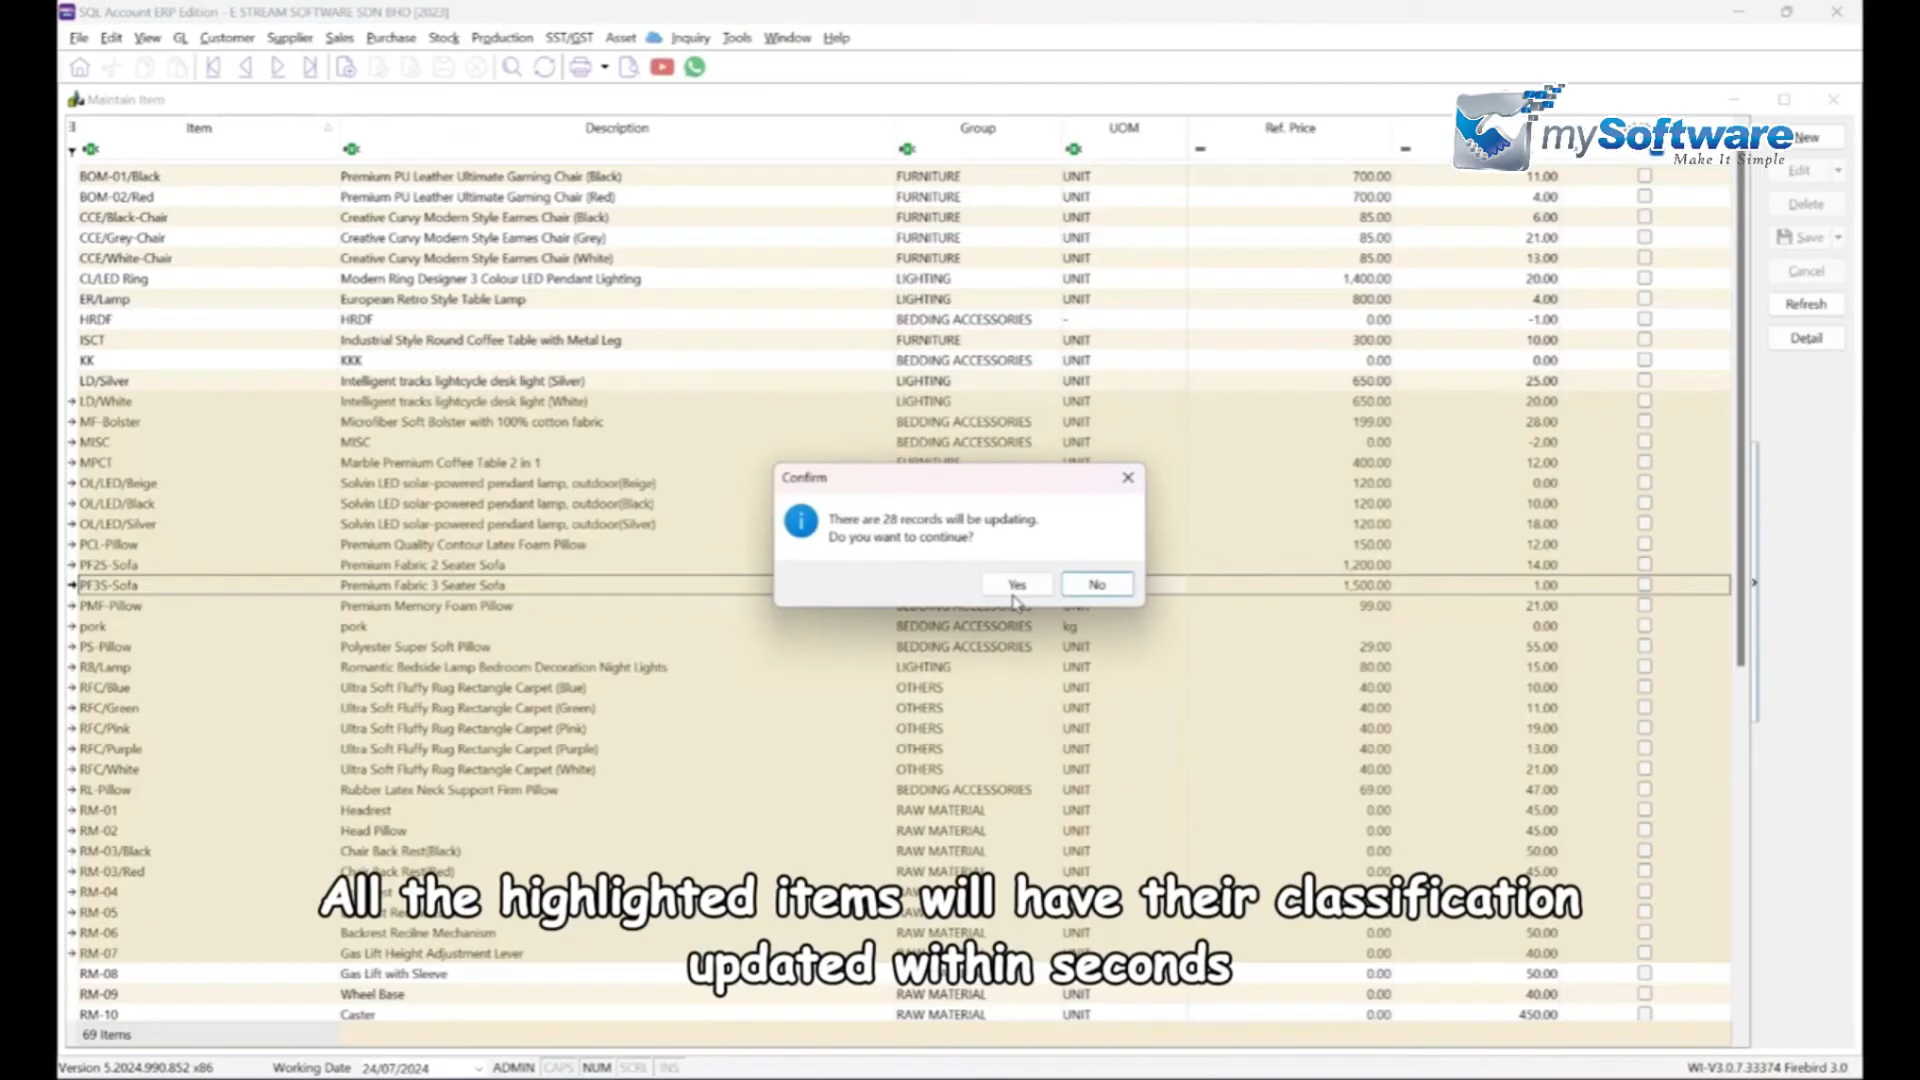 SQL Account ERP Edition - E STREAM SOFTWARE SDN BHD [2023]
File Edit View GL Customer Supplier Sales Purchase Stock Production SST/GST Asset Inquiry Tools Window Help
Maintain Item
mySoftware
Make It Simple
Item Description Group UOM Ref. Price
New
Edit
Delete
Save
Cancel
Refresh
Detail
BOM-01/Black Premium PU Leather Ultimate Gaming Chair (Black) FURNITURE UNIT 700.00 11.00
BOM-02/Red Premium PU Leather Ultimate Gaming Chair (Red) FURNITURE UNIT 700.00 4.00
CCE/Black-Chair Creative Curvy Modern Style Eames Chair (Black) FURNITURE UNIT 85.00 6.00
CCE/Grey-Chair Creative Curvy Modern Style Eames Chair (Grey) FURNITURE UNIT 85.00 21.00
CCE/White-Chair Creative Curvy Modern Style Eames Chair (White) FURNITURE UNIT 85.00 13.00
CL/LED Ring Modern Ring Designer 3 Colour LED Pendant Lighting LIGHTING UNIT 1,400.00 20.00
ER/Lamp European Retro Style Table Lamp LIGHTING UNIT 800.00 4.00
HRDF HRDF BEDDING ACCESSORIES - 0.00 -1.00
ISCT Industrial Style Round Coffee Table with Metal Leg FURNITURE UNIT 300.00 10.00
KK KKK BEDDING ACCESSORIES UNIT 0.00 0.00
LD/Silver Intelligent tracks lightcycle desk light (Silver) LIGHTING UNIT 650.00 25.00
LD/White Intelligent tracks lightcycle desk light (White) LIGHTING UNIT 650.00 20.00
MF-Bolster Microfiber Soft Bolster with 100% cotton fabric BEDDING ACCESSORIES UNIT 199.00 28.00
MISC MISC BEDDING ACCESSORIES UNIT 0.00 -2.00
MPCT Marble Premium Coffee Table 2 in 1 FURNITURE UNIT 400.00 12.00
OL/LED/Beige Solvin LED solar-powered pendant lamp, outdoor(Beige) 120.00 0.00
OL/LED/Black Solvin LED solar-powered pendant lamp, outdoor(Black) 120.00 10.00
OL/LED/Silver Solvin LED solar-powered pendant lamp, outdoor(Silver) 120.00 18.00
PCL-Pillow Premium Quality Contour Latex Foam Pillow 150.00 12.00
PF2S-Sofa Premium Fabric 2 Seater Sofa 1,200.00 14.00
PF3S-Sofa Premium Fabric 3 Seater Sofa 1,500.00 1.00
PMF-Pillow Premium Memory Foam Pillow BEDDING ACCESSORIES UNIT 99.00 21.00
Confirm
There are 28 records will be updating.
Do you want to continue?
Yes No
pork pork BEDDING ACCESSORIES kg 0.00
PS-Pillow Polyester Super Soft Pillow BEDDING ACCESSORIES UNIT 29.00 55.00
RB/Lamp Romantic Bedside Lamp Bedroom Decoration Night Lights LIGHTING UNIT 80.00 15.00
RFC/Blue Ultra Soft Fluffy Rug Rectangle Carpet (Blue) OTHERS UNIT 40.00 10.00
RFC/Green Ultra Soft Fluffy Rug Rectangle Carpet (Green) OTHERS UNIT 40.00 11.00
RFC/Pink Ultra Soft Fluffy Rug Rectangle Carpet (Pink) OTHERS UNIT 40.00 19.00
RFC/Purple Ultra Soft Fluffy Rug Rectangle Carpet (Purple) OTHERS UNIT 40.00 13.00
RFC/White Ultra Soft Fluffy Rug Rectangle Carpet (White) OTHERS UNIT 40.00 21.00
RL-Pillow Rubber Latex Neck Support Firm Pillow BEDDING ACCESSORIES UNIT 69.00 47.00
RM-01 Headrest RAW MATERIAL UNIT 0.00 45.00
RM-02 Head Pillow RAW MATERIAL UNIT 0.00 45.00
RM-03/Black Chair Back Rest(Black) RAW MATERIAL UNIT 0.00 50.00
RM-03/Red Chair Back Rest(Red) RAW MATERIAL UNIT 0.00 45.00
RM-04
RM-05
RM-06 Backrest Recilne Mechanism 0.00 50.00
RM-07 Gas Lift Height Adjustment Lever 0.00 40.00
RM-08 Gas Lift with Sleeve 0.00 50.00
RM-09 Wheel Base RAW MATERIAL UNIT 0.00 40.00
RM-10 Caster RAW MATERIAL UNIT 0.00 450.00
69 Items
All the highlighted items will have their classification
updated within seconds
Version 5.2024.990.852 x86 Working Date 24/07/2024 ADMIN CAPS NUM SCRL INS WI-V3.0.7.33374 Firebird 3.0